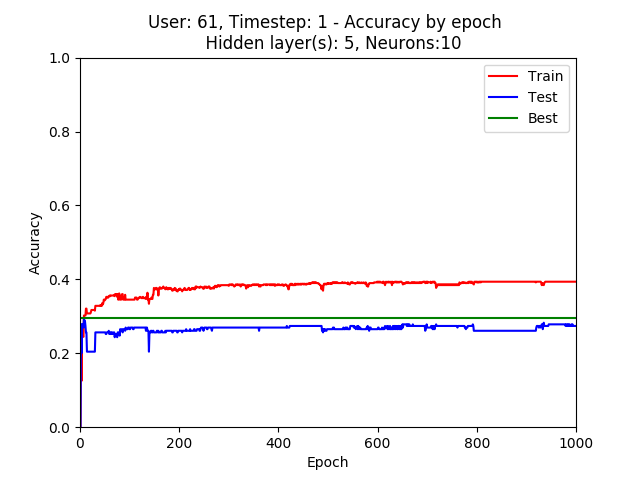 User: 61, Timestep: 1 - Accuracy by epoch
Hidden layer(s): 5, Neurons:10
1.0
0.8
0.6
0.4
0.2
0.0
Accuracy
Train
Test
Best
0
200
400
600
800
1000
Epoch